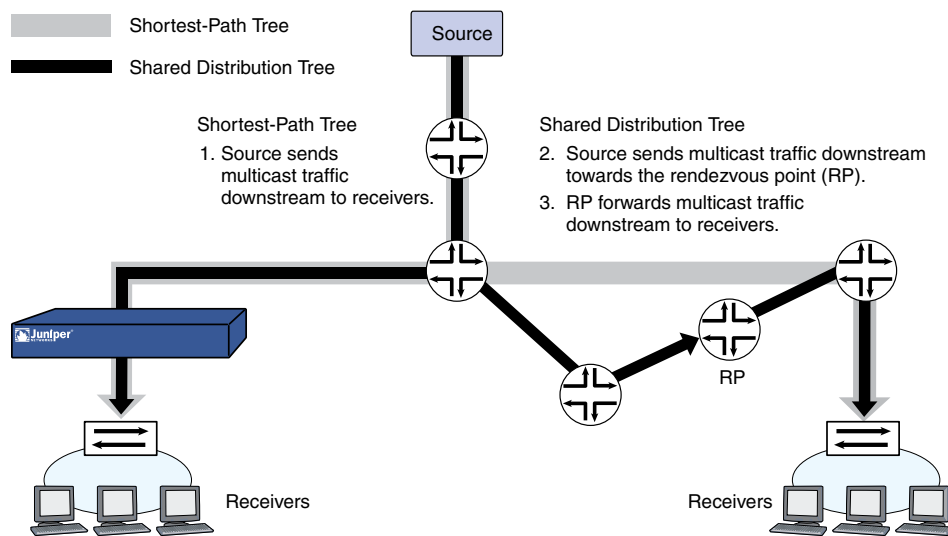 Shortest-Path Tree
Shared Distribution Tree
Source
Shortest-Path Tree
1. Source sends
multicast traffic
downstream to receivers.
Shared Distribution Tree
2. Source sends multicast traffic downstream
towards the rendezvous point (RP).
3. RP forwards multicast traffic
downstream to receivers.
Juniper
NETWORKS
RP
Receivers
Receivers